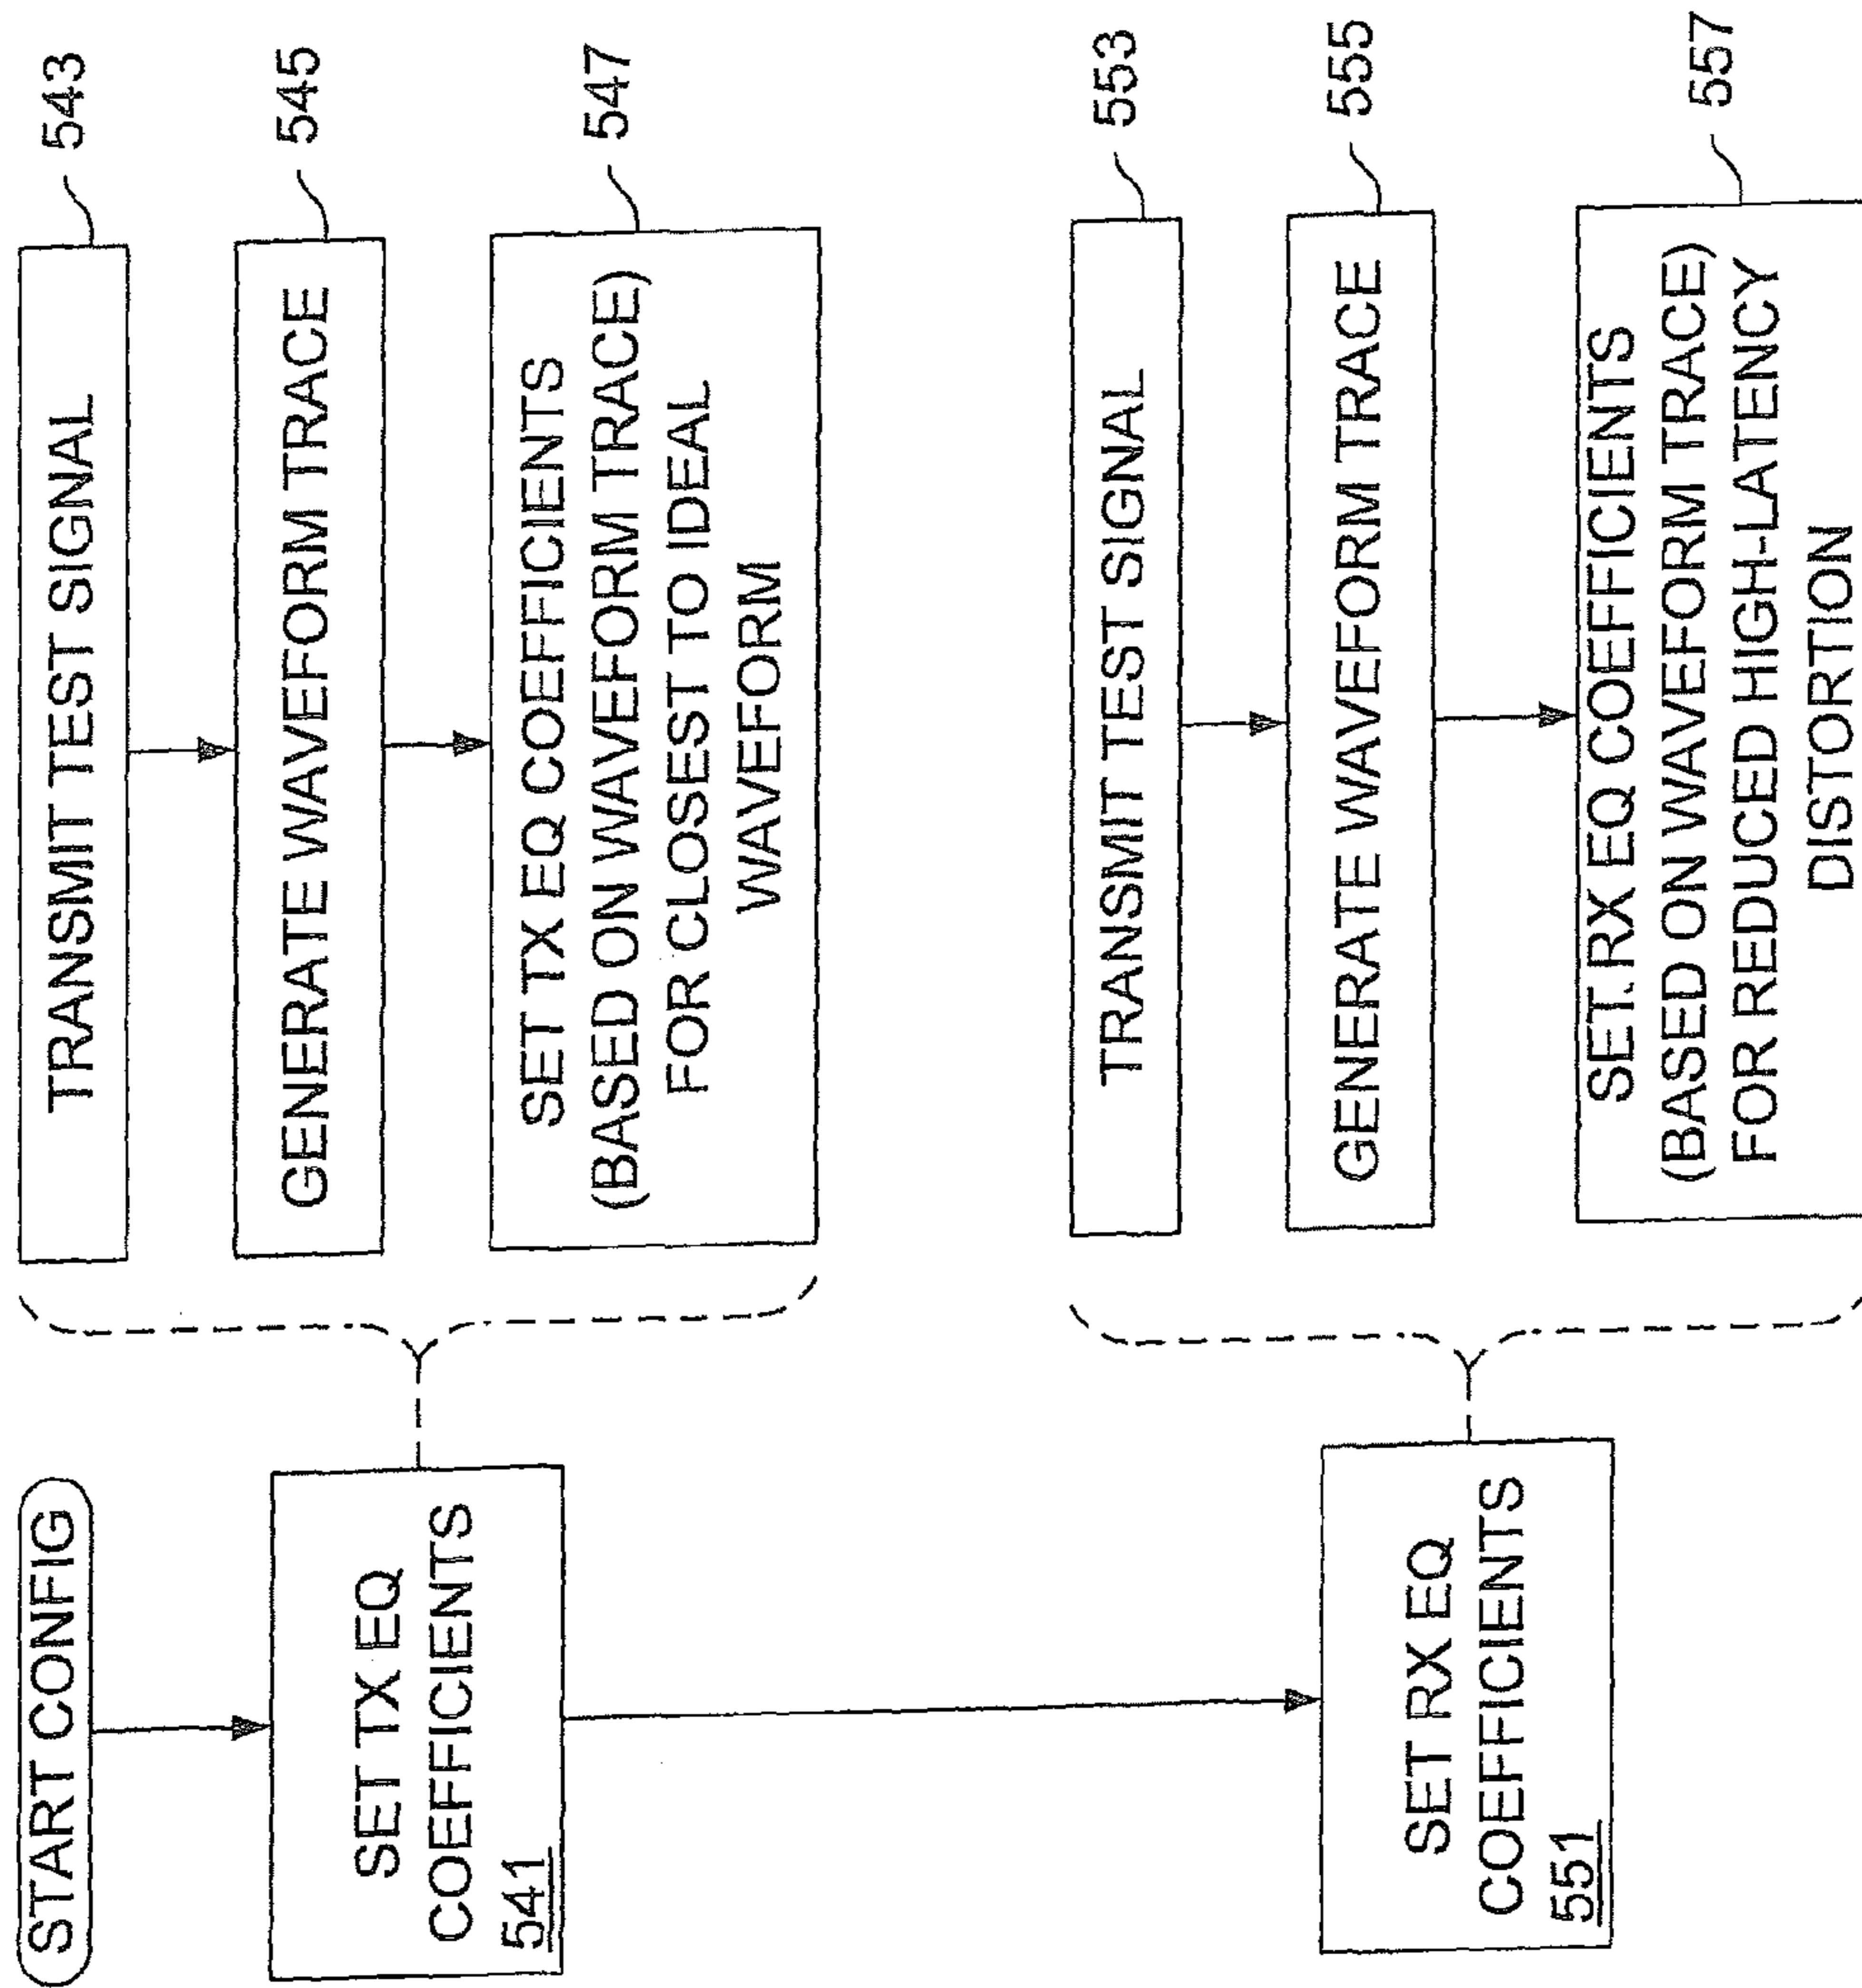 START CONFIG
SET TX EQ
COEFFICIENTS
541
TRANSMIT TEST SIGNAL
543
GENERATE WAVEFORM TRACE
545
SET TX EQ COEFFICIENTS
(BASED ON WAVEFORM TRACE)
FOR CLOSEST TO IDEAL
WAVEFORM
547
SET RX EQ
COEFFICIENTS
551
TRANSMIT TEST SIGNAL
553
GENERATE WAVEFORM TRACE
555
SET RX EQ COEFFICIENTS
(BASED ON WAVEFORM TRACE)
FOR REDUCED HIGH-LATENCY
DISTORTION
557